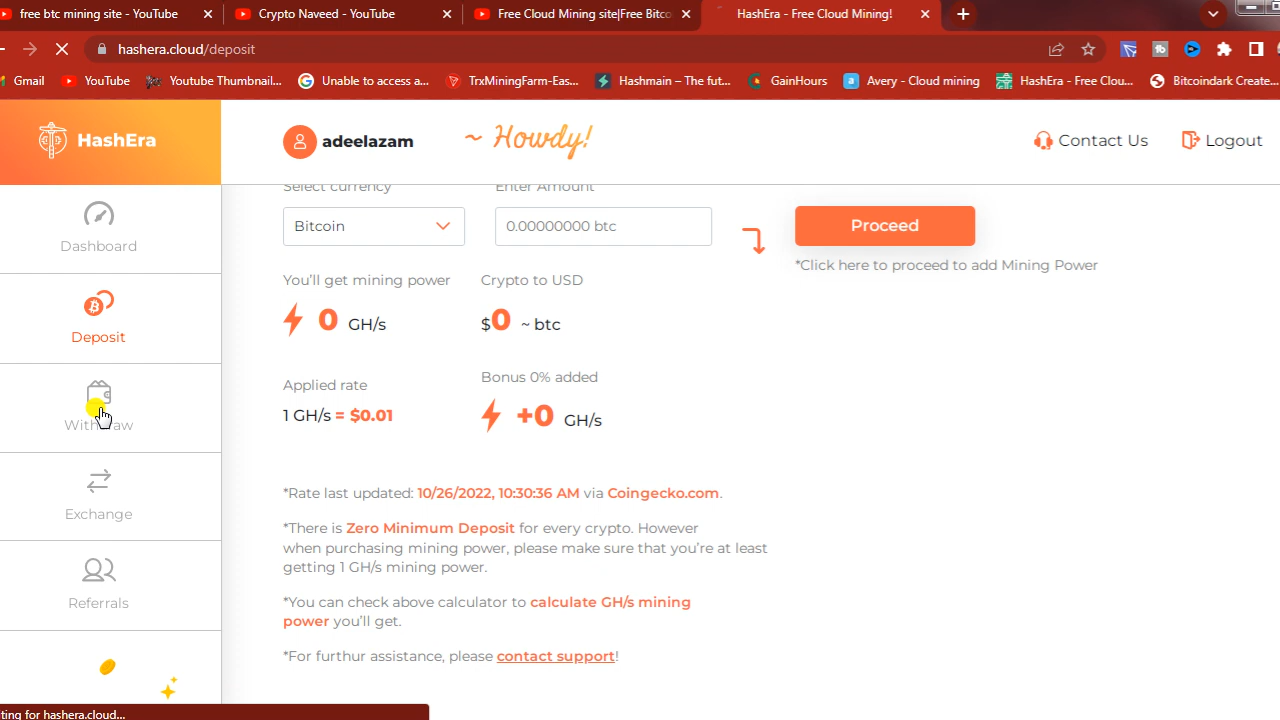 free btc mining site - YouTube
Crypto Naveed - YouTube
Free Cloud Mining site|Free Bitco
HashEra - Free Cloud Mining!
hashera.cloud/deposit
Gmail
YouTube
Youtube Thumbnail...
Unable to access a...
TrxMiningFarm-Eas...
Hashmain – The fut...
GainHours
Avery - Cloud mining
HashEra - Free Clou...
Bitcoindark Create...
HashEra
adeelazam
~ Howdy!
Contact Us
Logout
Dashboard
Deposit
Withdraw
Exchange
Referrals
Select currency
Enter Amount
Bitcoin
0.00000000 btc
Proceed
*Click here to proceed to add Mining Power
You'll get mining power
Crypto to USD
0 GH/s
$0 ~ btc
Applied rate
Bonus 0% added
1 GH/s = $0.01
+0 GH/s
*Rate last updated: 10/26/2022, 10:30:36 AM via Coingecko.com.
*There is Zero Minimum Deposit for every crypto. However
when purchasing mining power, please make sure that you're at least
getting 1 GH/s mining power.
*You can check above calculator to calculate GH/s mining
power you'll get.
*For furthur assistance, please contact support!
ting for hashera.cloud...